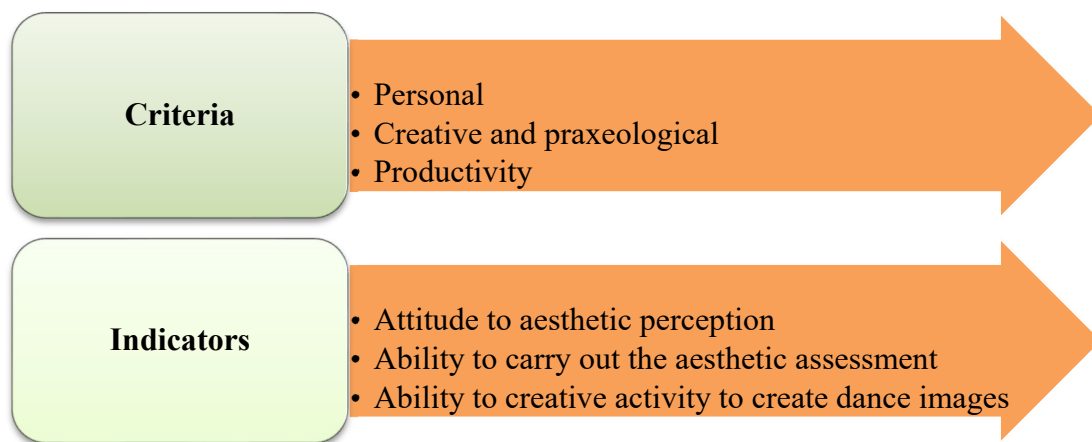 Criteria
• Personal
• Creative and praxeological
• Productivity
Indicators
• Attitude to aesthetic perception
• Ability to carry out the aesthetic assessment
• Ability to creative activity to create dance images